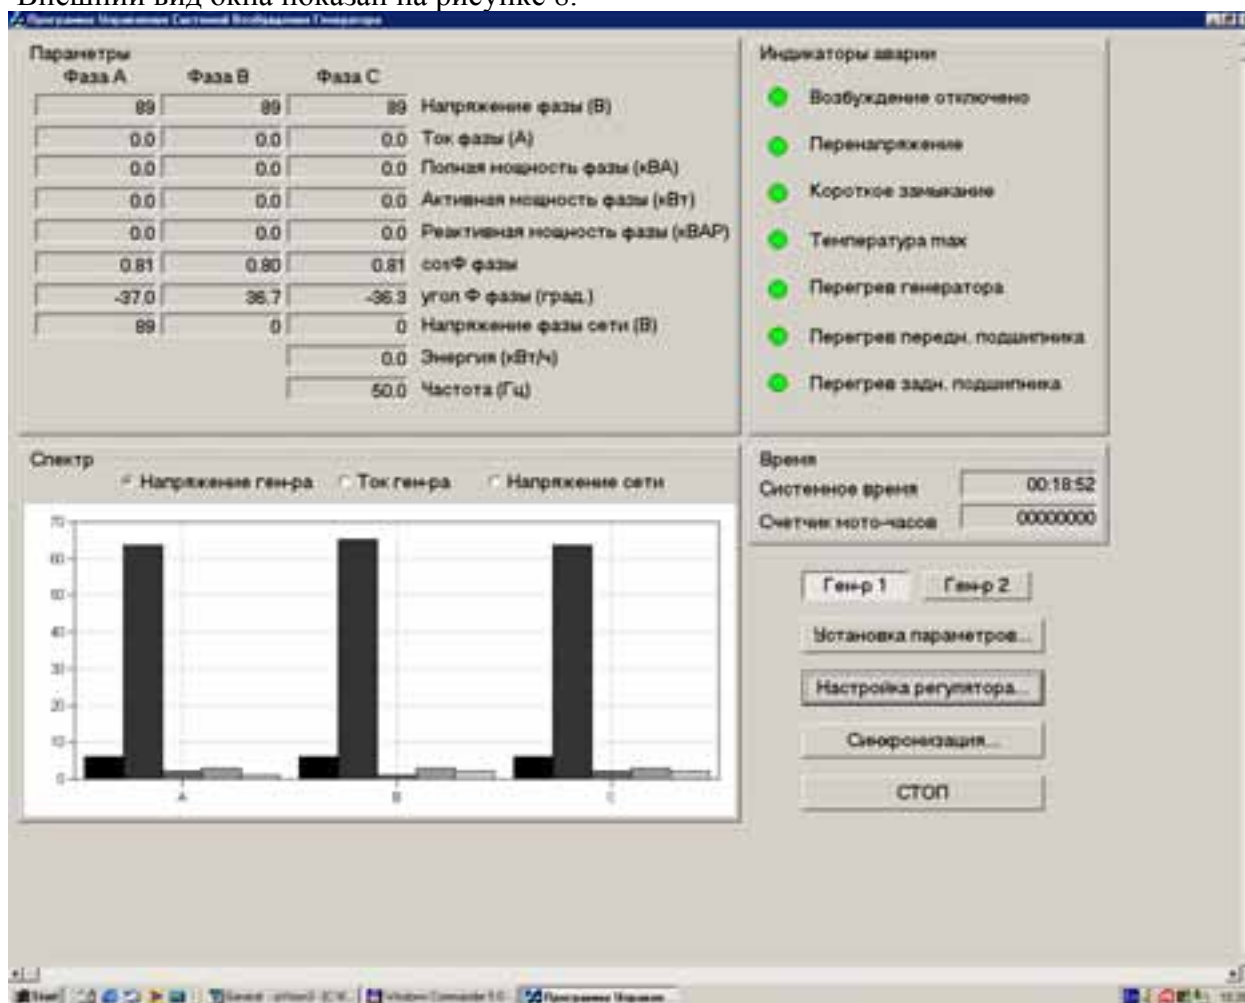 Внешний вид окна показан на рисунке 8.
Программа Управления Системой Возбуждения Генератора
Параметры
Фаза A Фаза B Фаза C
89 89 89 Напряжение фазы (В)
0.0 0.0 0.0 Ток фазы (А)
0.0 0.0 0.0 Полная мощность фазы (кВА)
0.0 0.0 0.0 Активная мощность фазы (кВт)
0.0 0.0 0.0 Реактивная мощность фазы (кВАР)
0.81 0.80 0.81 cosФ фазы
-37.0 36.7 -36.3 угол Ф фазы (град.)
89 0 0 Напряжение фазы сети (В)
0.0 Энергия (кВт/ч)
50.0 Частота (Гц)
Индикаторы аварии
Возбуждение отключено
Перенапряжение
Короткое замыкание
Температура max
Перегрев генератора
Перегрев передн. подшипника
Перегрев задн. подшипника
Спектр
Напряжение ген-ра Ток ген-ра Напряжение сети
70
60
50
40
30
20
10
0
A B C
Время
Системное время 00:18:52
Счетчик мото-часов 00000000
Ген-р 1 Ген-р 2
Установка параметров...
Настройка регулятора...
Синхронизация...
СТОП
Start Windows Commander 5.0 Программа Управлен